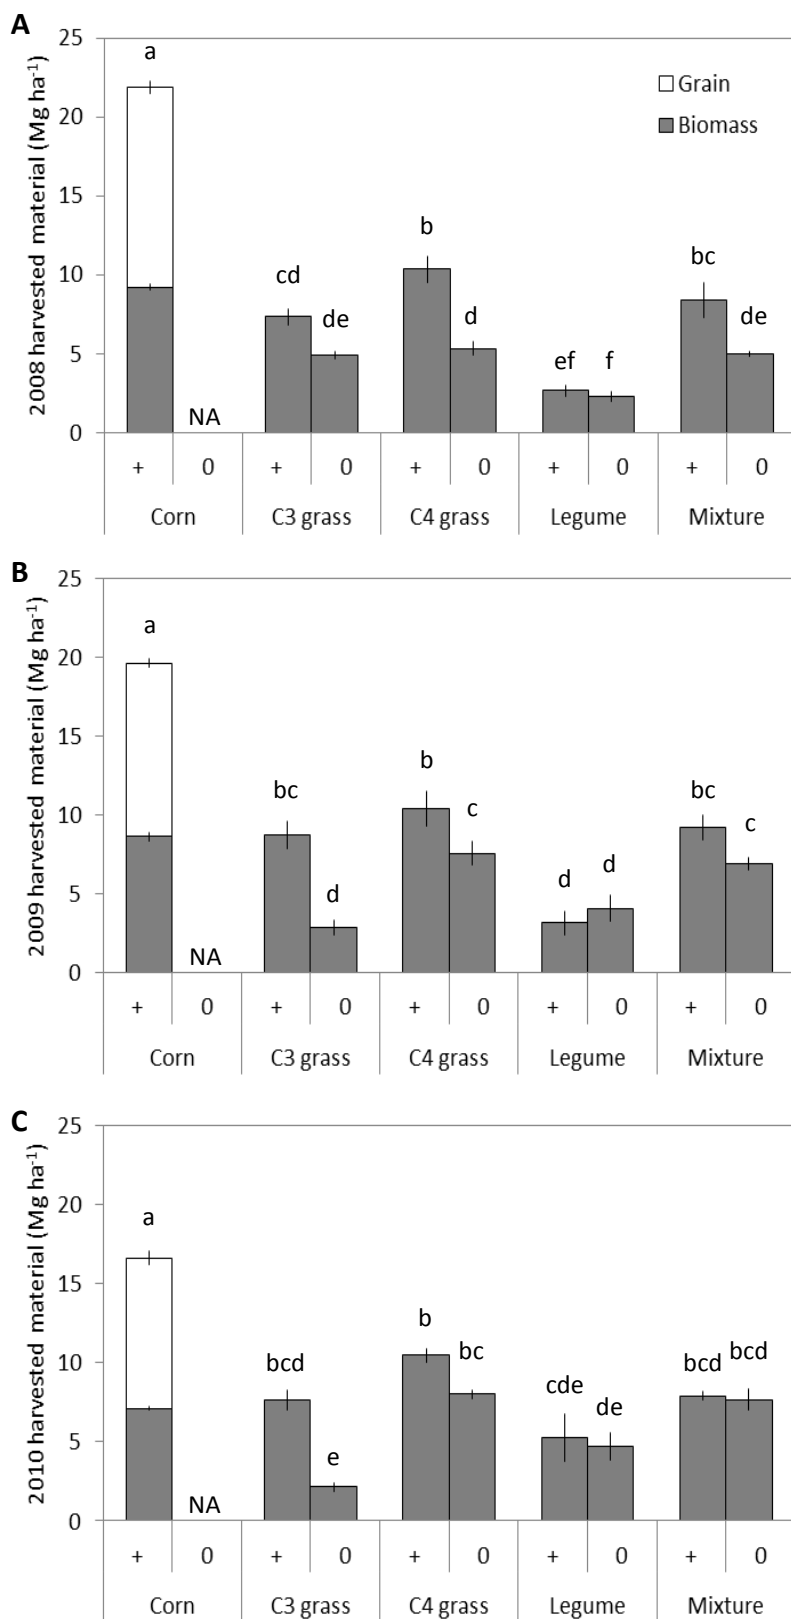 A
2008 harvested material (Mg ha⁻¹)
25
20
15
10
5
0
Grain
Biomass
a
NA
cd
de
b
d
ef
f
bc
de
+ 0 + 0 + 0 + 0 + 0
Corn C3 grass C4 grass Legume Mixture
B
2009 harvested material (Mg ha⁻¹)
25
20
15
10
5
0
a
NA
bc
d
b
c
d
d
bc
c
+ 0 + 0 + 0 + 0 + 0
Corn C3 grass C4 grass Legume Mixture
C
2010 harvested material (Mg ha⁻¹)
25
20
15
10
5
0
a
NA
bcd
e
b
bc
cde
de
bcd
bcd
+ 0 + 0 + 0 + 0 + 0
Corn C3 grass C4 grass Legume Mixture